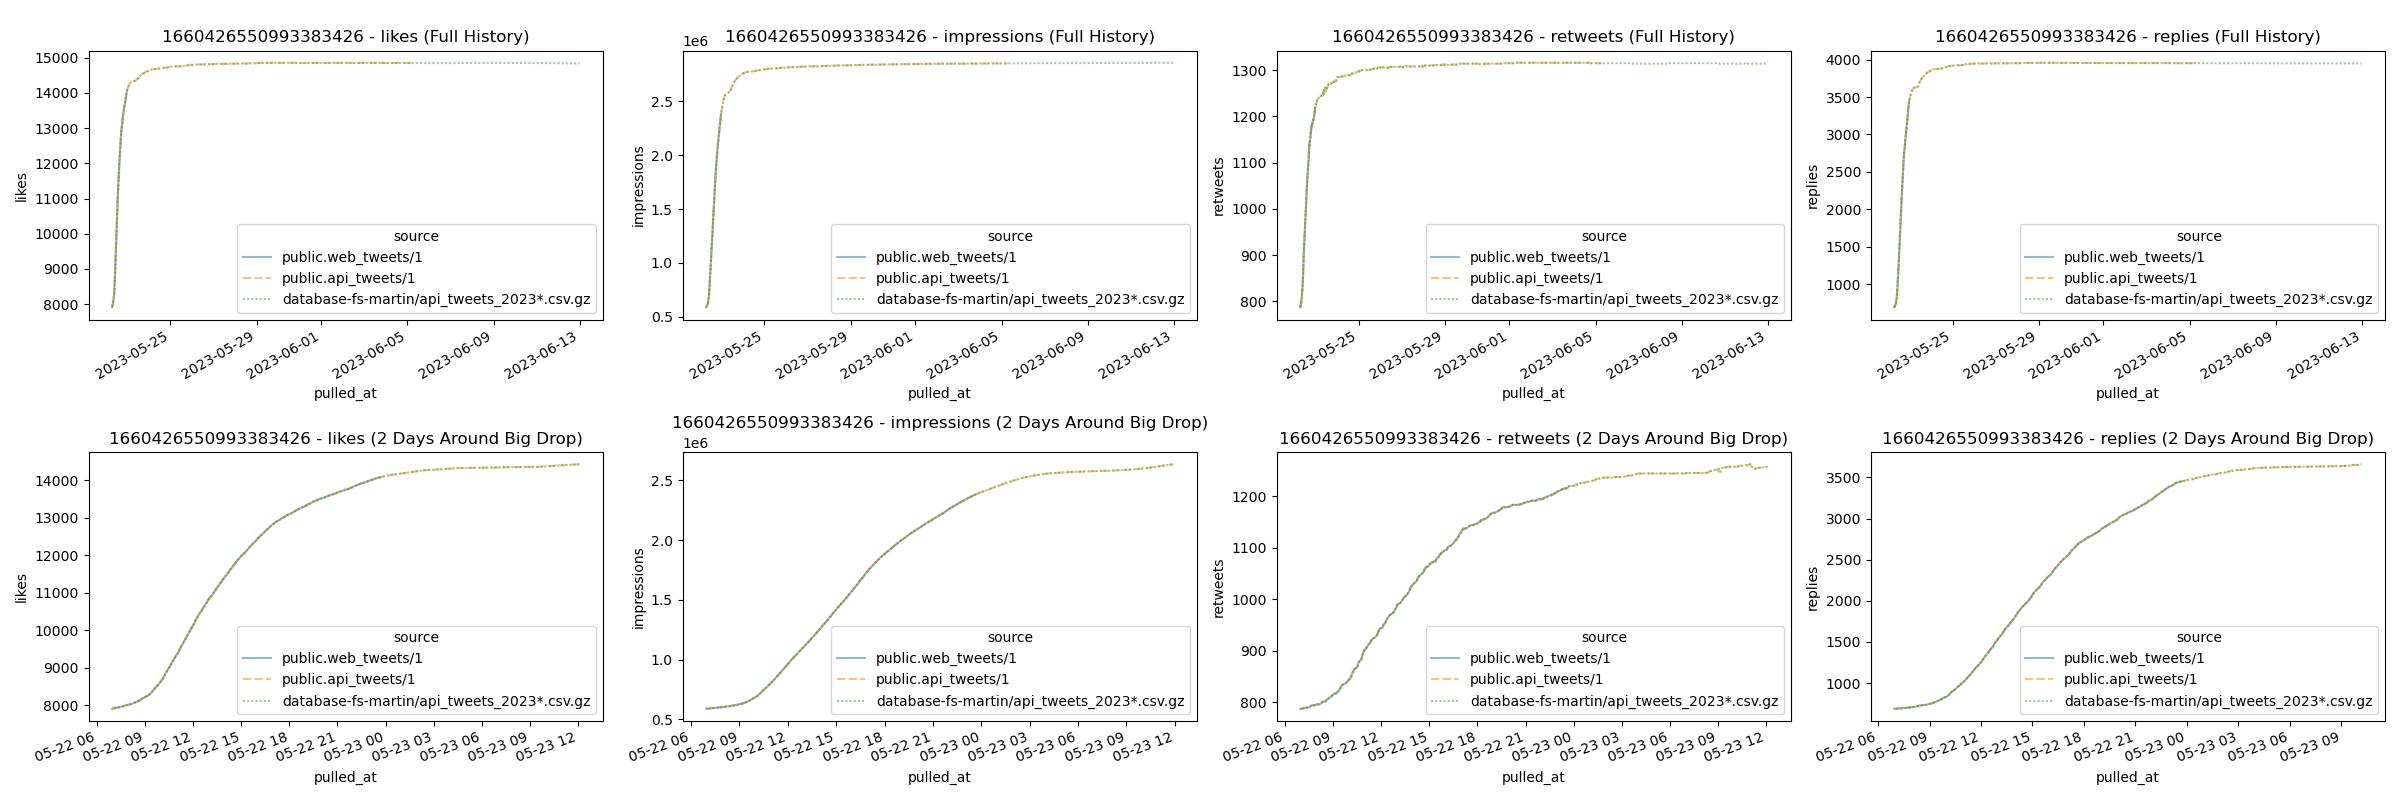 1660426550993383426 - likes (Full History)
15000
14000
13000
12000
11000
10000
9000
8000
likes
source
public.web_tweets/1
public.api_tweets/1
database-fs-martin/api_tweets_2023*.csv.gz
2023-05-25
2023-05-29
2023-06-01
2023-06-05
2023-06-09
2023-06-13
pulled_at
1660426550993383426 - impressions (Full History)
1e6
2.5
2.0
1.5
1.0
0.5
impressions
source
public.web_tweets/1
public.api_tweets/1
database-fs-martin/api_tweets_2023*.csv.gz
2023-05-25
2023-05-29
2023-06-01
2023-06-05
2023-06-09
2023-06-13
pulled_at
1660426550993383426 - retweets (Full History)
1300
1200
1100
1000
900
800
retweets
source
public.web_tweets/1
public.api_tweets/1
database-fs-martin/api_tweets_2023*.csv.gz
2023-05-25
2023-05-29
2023-06-01
2023-06-05
2023-06-09
2023-06-13
pulled_at
1660426550993383426 - replies (Full History)
4000
3500
3000
2500
2000
1500
1000
replies
source
public.web_tweets/1
public.api_tweets/1
database-fs-martin/api_tweets_2023*.csv.gz
2023-05-25
2023-05-29
2023-06-01
2023-06-05
2023-06-09
2023-06-13
pulled_at
1660426550993383426 - likes (2 Days Around Big Drop)
14000
13000
12000
11000
10000
9000
8000
likes
source
public.web_tweets/1
public.api_tweets/1
database-fs-martin/api_tweets_2023*.csv.gz
05-22 06
05-22 09
05-22 12
05-22 15
05-22 18
05-22 21
05-23 00
05-23 03
05-23 06
05-23 09
05-23 12
pulled_at
1660426550993383426 - impressions (2 Days Around Big Drop)
1e6
2.5
2.0
1.5
1.0
0.5
impressions
source
public.web_tweets/1
public.api_tweets/1
database-fs-martin/api_tweets_2023*.csv.gz
05-22 06
05-22 09
05-22 12
05-22 15
05-22 18
05-22 21
05-23 00
05-23 03
05-23 06
05-23 09
05-23 12
pulled_at
1660426550993383426 - retweets (2 Days Around Big Drop)
1200
1100
1000
900
800
retweets
source
public.web_tweets/1
public.api_tweets/1
database-fs-martin/api_tweets_2023*.csv.gz
05-22 06
05-22 09
05-22 12
05-22 15
05-22 18
05-22 21
05-23 00
05-23 03
05-23 06
05-23 09
05-23 12
pulled_at
1660426550993383426 - replies (2 Days Around Big Drop)
3500
3000
2500
2000
1500
1000
replies
source
public.web_tweets/1
public.api_tweets/1
database-fs-martin/api_tweets_2023*.csv.gz
05-22 06
05-22 09
05-22 12
05-22 15
05-22 18
05-22 21
05-23 00
05-23 03
05-23 06
05-23 09
pulled_at